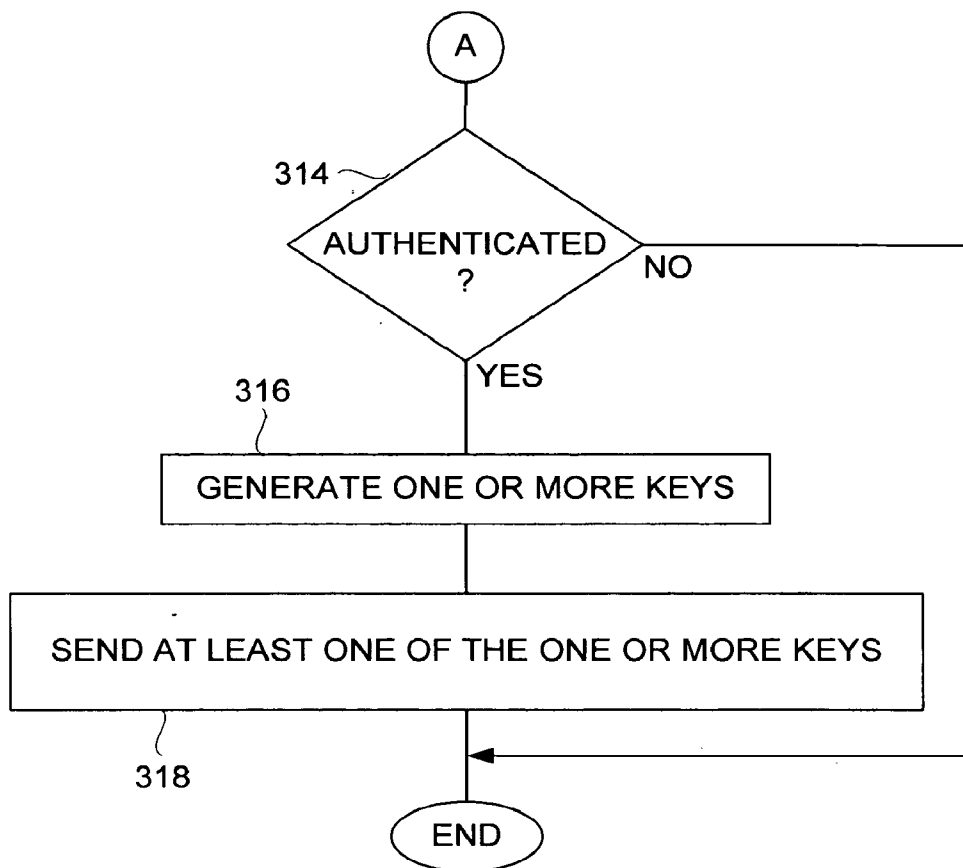 A
314
AUTHENTICATED
?
NO
YES
316
GENERATE ONE OR MORE KEYS
SEND AT LEAST ONE OF THE ONE OR MORE KEYS
318
END